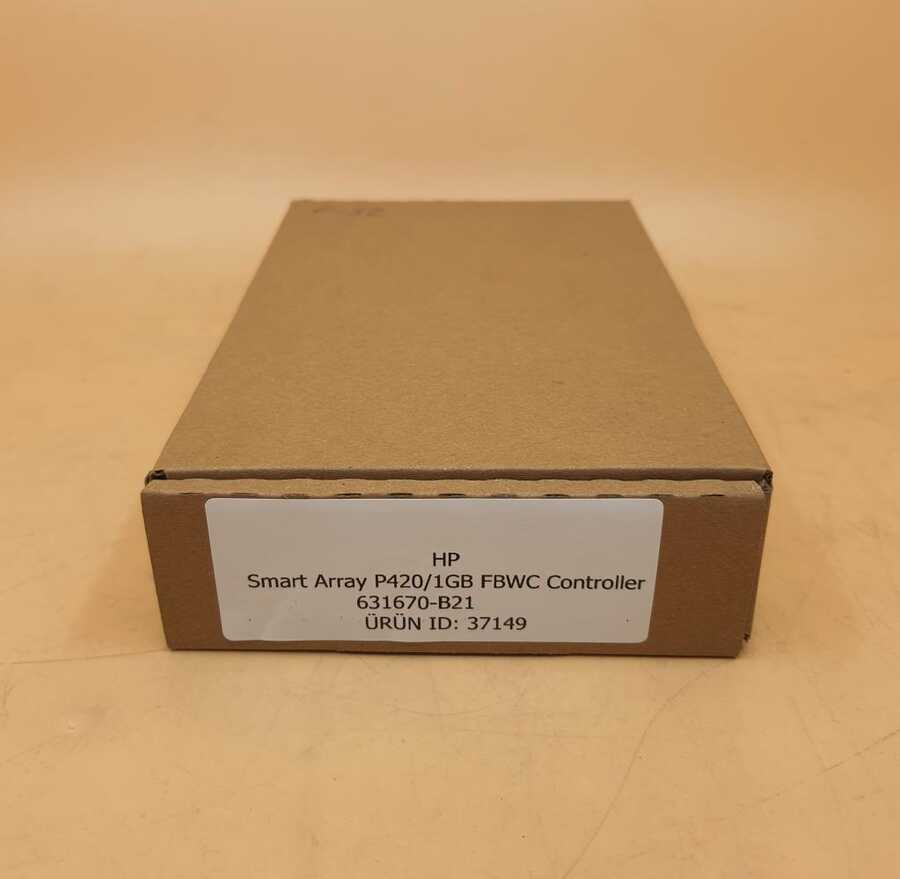 HP
Smart Array P420/1GB FBWC Controller
631670-B21
ÜRÜN ID: 37149